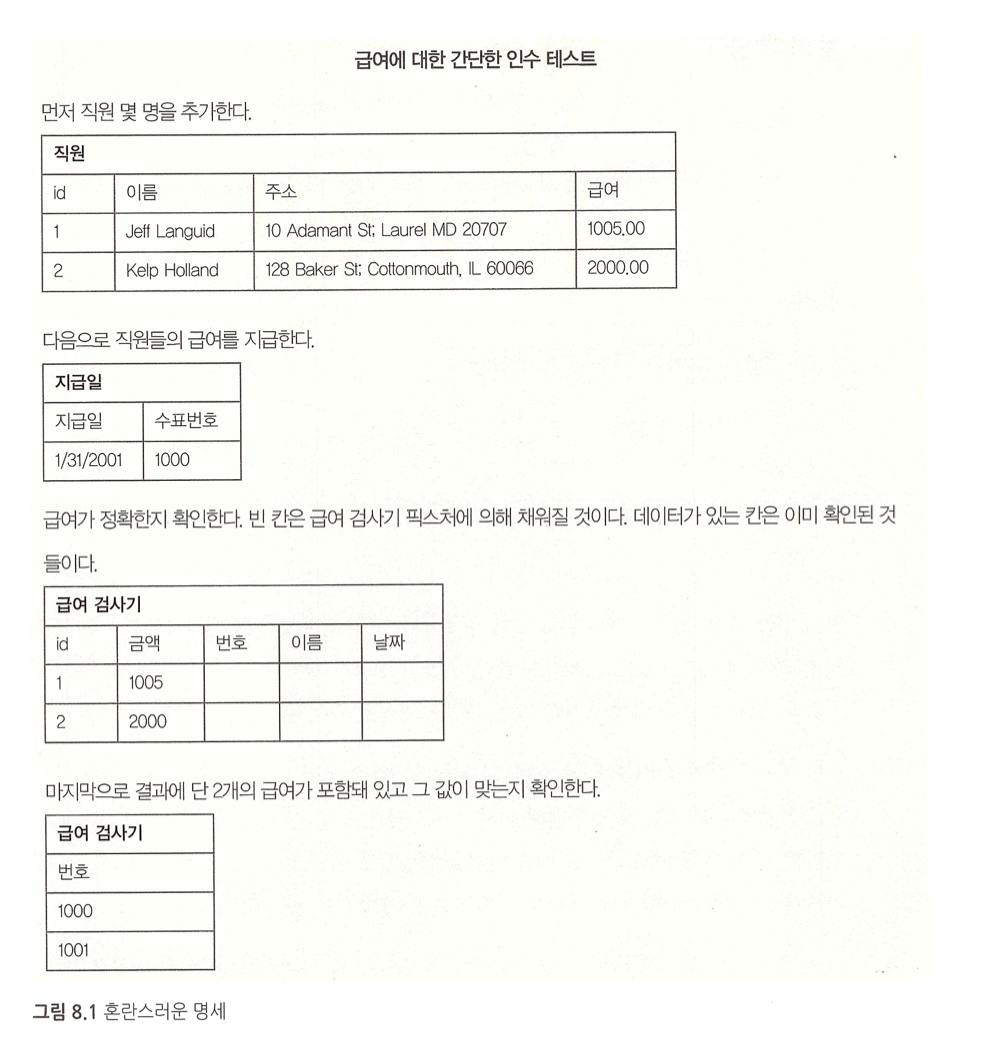 급여에 대한 간단한 인수 테스트
먼저 직원 몇 명을 추가한다.
직원
id 이름 주소 급여
1 Jeff Languid 10 Adamant St; Laurel MD 20707 1005.00
2 Kelp Holland 128 Baker St; Cottonmouth, IL 60066 2000.00
다음으로 직원들의 급여를 지급한다.
지급일
지급일 수표번호
1/31/2001 1000
급여가 정확한지 확인한다. 빈 칸은 급여 검사기 픽스처에 의해 채워질 것이다. 데이터가 있는 칸은 이미 확인된 것
들이다.
급여 검사기
id 금액 번호 이름 날짜
1 1005
2 2000
마지막으로 결과에 단 2개의 급여가 포함돼 있고 그 값이 맞는지 확인한다.
급여 검사기
번호
1000
1001
그림 8.1 혼란스러운 명세